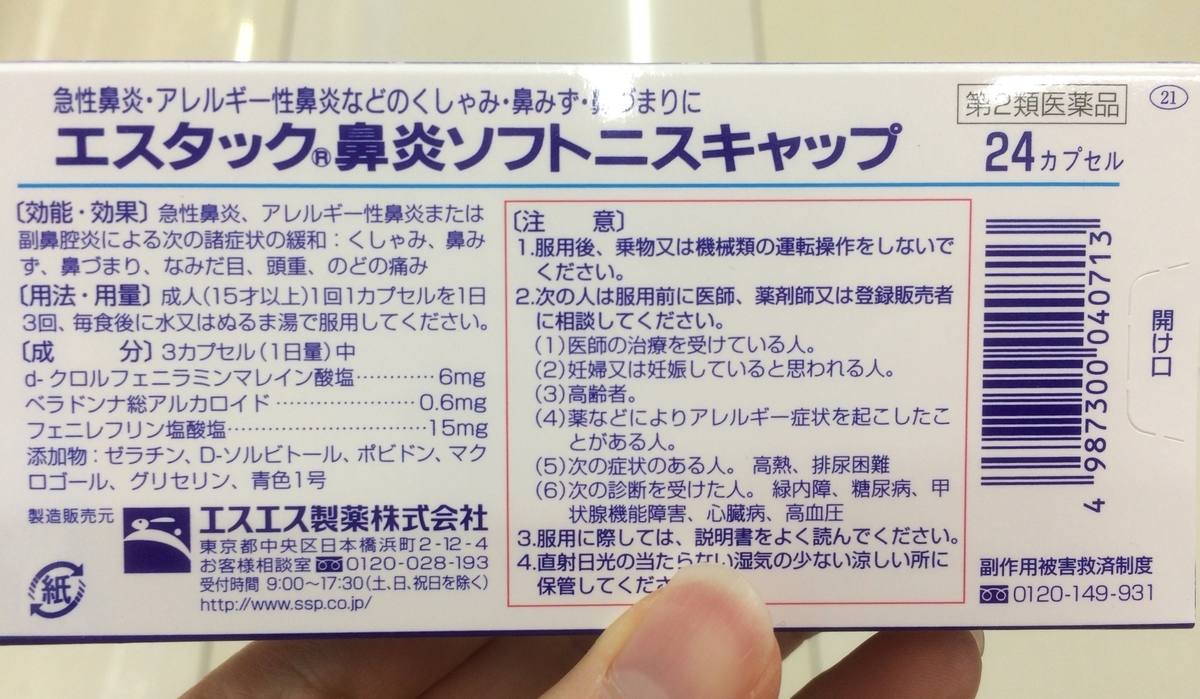 急性鼻炎・アレルギー性鼻炎などのくしゃみ・鼻みず・鼻づまりに
第2類医薬品
21
エスタック®鼻炎ソフトニスキャップ
24カプセル
〔効能・効果〕急性鼻炎、アレルギー性鼻炎または
副鼻腔炎による次の諸症状の緩和：くしゃみ、鼻み
ず、鼻づまり、なみだ目、頭重、のどの痛み
〔用法・用量〕成人(15才以上)1回1カプセルを1日
3回、毎食後に水又はぬるま湯で服用してください。
〔成　　分〕3カプセル(1日量)中
d-クロルフェニラミンマレイン酸塩…………6mg
ベラドンナ総アルカロイド……………………0.6mg
フェニレフリン塩酸塩…………………………15mg
添加物：ゼラチン、D-ソルビトール、ポビドン、マク
ロゴール、グリセリン、青色1号
製造販売元
エスエス製薬株式会社
東京都中央区日本橋浜町2-12-4
お客様相談室 0120-028-193
受付時間 9:00〜17:30(土、日、祝日を除く)
http://www.ssp.co.jp/
紙
〔注　　意〕
1.服用後、乗物又は機械類の運転操作をしないで
ください。
2.次の人は服用前に医師、薬剤師又は登録販売者
に相談してください。
(1)医師の治療を受けている人。
(2)妊婦又は妊娠していると思われる人。
(3)高齢者。
(4)薬などによりアレルギー症状を起こしたこ
とがある人。
(5)次の症状のある人。 高熱、排尿困難
(6)次の診断を受けた人。 緑内障、糖尿病、甲
状腺機能障害、心臓病、高血圧
3.服用に際しては、説明書をよく読んでください。
4.直射日光の当たらない湿気の少ない涼しい所に
保管してくださ
4 987300 040713
開け口
副作用被害救済制度
0120-149-931